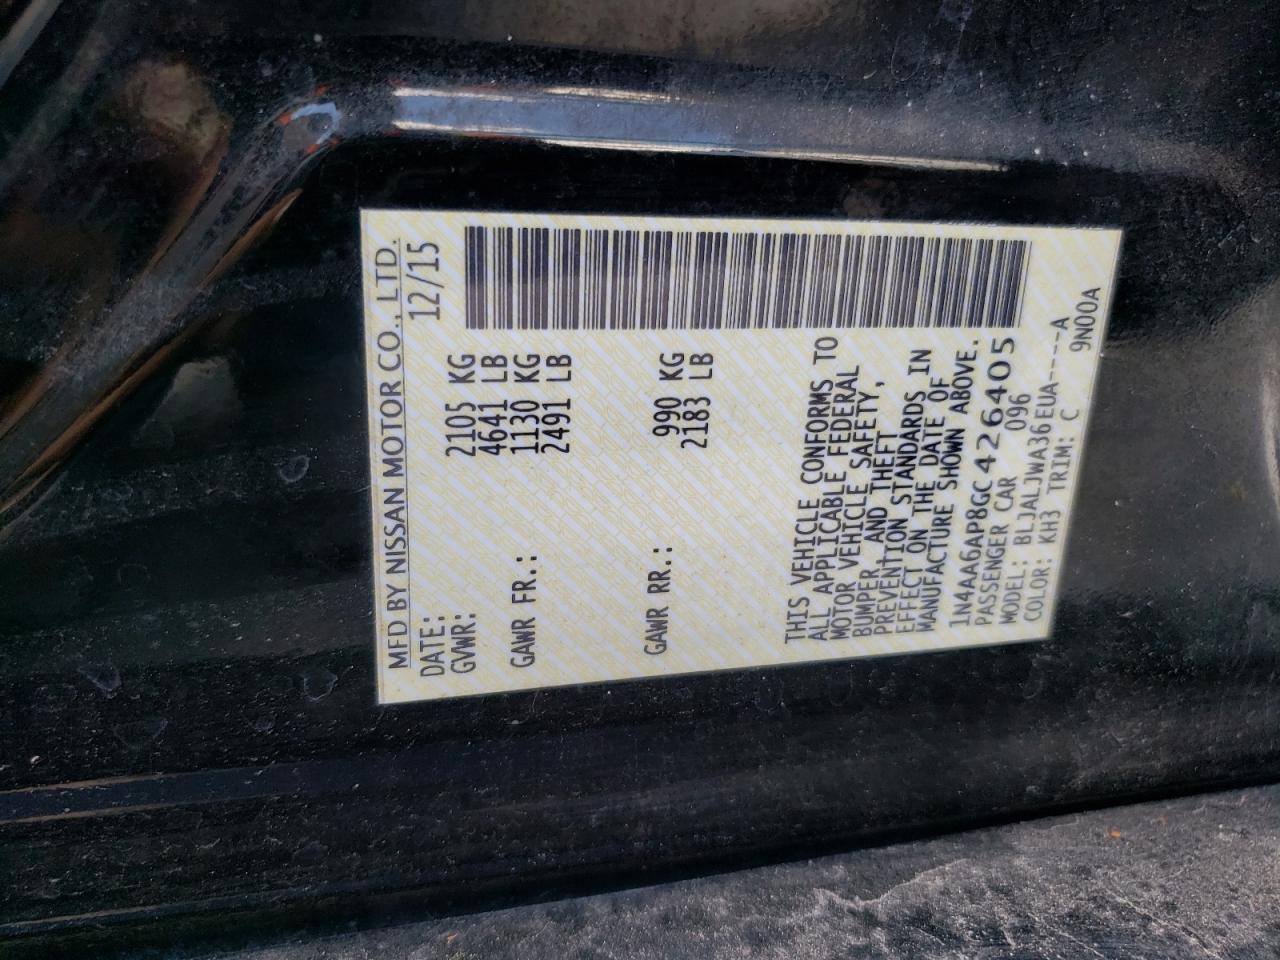 MFD BY NISSAN MOTOR CO., LTD.
DATE: 12/15
GVWR: 2105 KG
4641 LB
GAWR FR.: 1130 KG
2491 LB
GAWR RR.: 990 KG
2183 LB
THIS VEHICLE CONFORMS TO
ALL APPLICABLE FEDERAL
MOTOR VEHICLE SAFETY,
BUMPER, AND THEFT
PREVENTION STANDARDS IN
EFFECT ON THE DATE OF
MANUFACTURE SHOWN ABOVE.
1N4AA6AP8GC426405
PASSENGER CAR 096
MODEL: BLJALJWA36EUA----A
COLOR: KH3 TRIM: C 9N00A